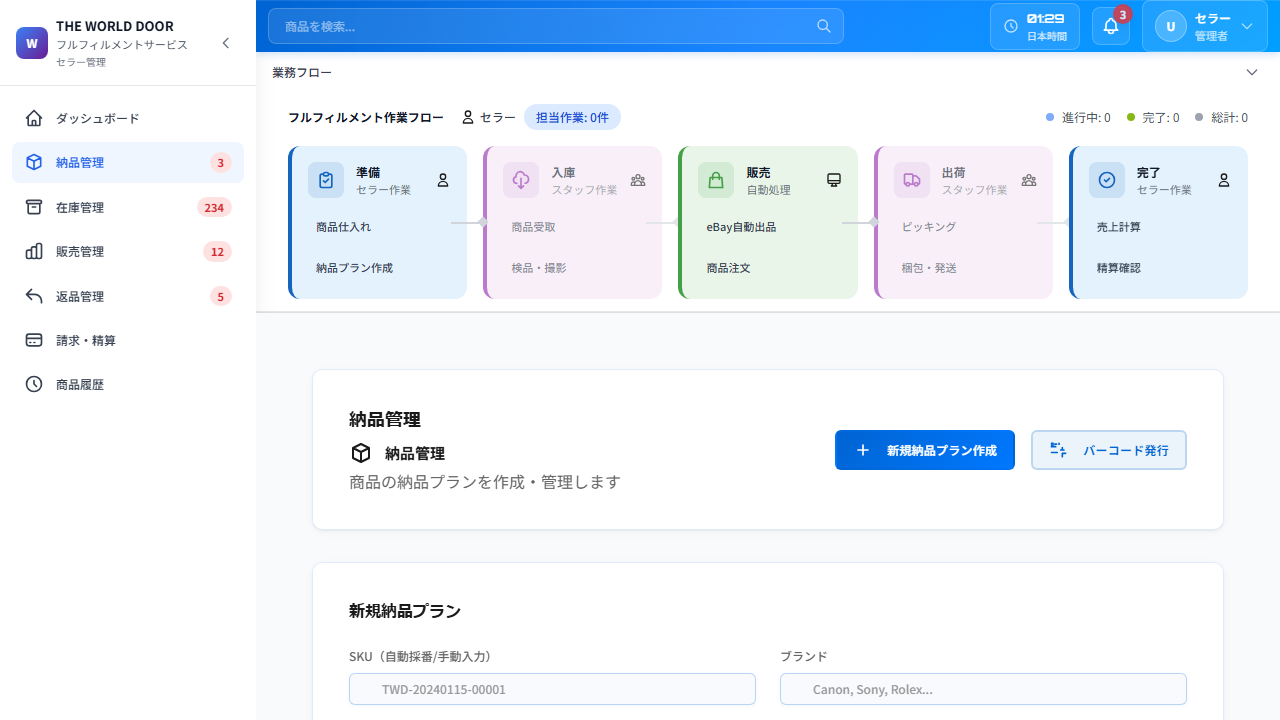 W
THE WORLD DOOR
フルフィルメントサービス
セラー管理
ダッシュボード
納品管理
3
在庫管理
234
販売管理
12
返品管理
5
請求・精算
商品履歴
商品を検索...
01:29
日本時間
3
U
セラー
管理者
業務フロー
フルフィルメント作業フロー
セラー
担当作業: 0件
進行中: 0
完了: 0
総計: 0
準備
セラー作業
商品仕入れ
納品プラン作成
入庫
スタッフ作業
商品受取
検品・撮影
販売
自動処理
eBay自動出品
商品注文
出荷
スタッフ作業
ピッキング
梱包・発送
完了
セラー作業
売上計算
精算確認
納品管理
納品管理
商品の納品プランを作成・管理します
新規納品プラン作成
バーコード発行
新規納品プラン
SKU（自動採番/手動入力）
TWD-20240115-00001
ブランド
Canon, Sony, Rolex...